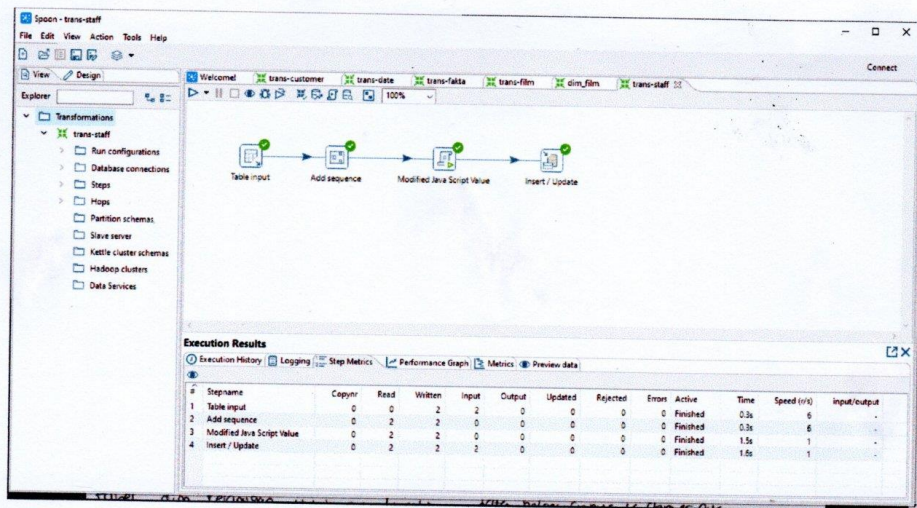 Spoon - trans-staff
File Edit View Action Tools Help
Connect
View Design
Welcome! trans-customer trans-date trans-fakta trans-film dim_film trans-staff
Explorer
100%
Transformations
trans-staff
Run configurations
Database connections
Steps
Hops
Partition schemas
Slave server
Kettle cluster schemas
Hadoop clusters
Data Services
Table input Add sequence Modified Java Script Value Insert / Update
Execution Results
Execution History Logging Step Metrics Performance Graph Metrics Preview data
# Stepname Copynr Read Written Input Output Updated Rejected Errors Active Time Speed (r/s) input/output
1 Table input 0 0 2 2 0 0 0 0 Finished 0.3s 6 -
2 Add sequence 0 2 2 0 0 0 0 0 Finished 0.3s 6 -
3 Modified Java Script Value 0 2 2 0 0 0 0 0 Finished 1.5s 1 -
4 Insert / Update 0 2 2 2 0 0 0 0 Finished 1.6s 1 -